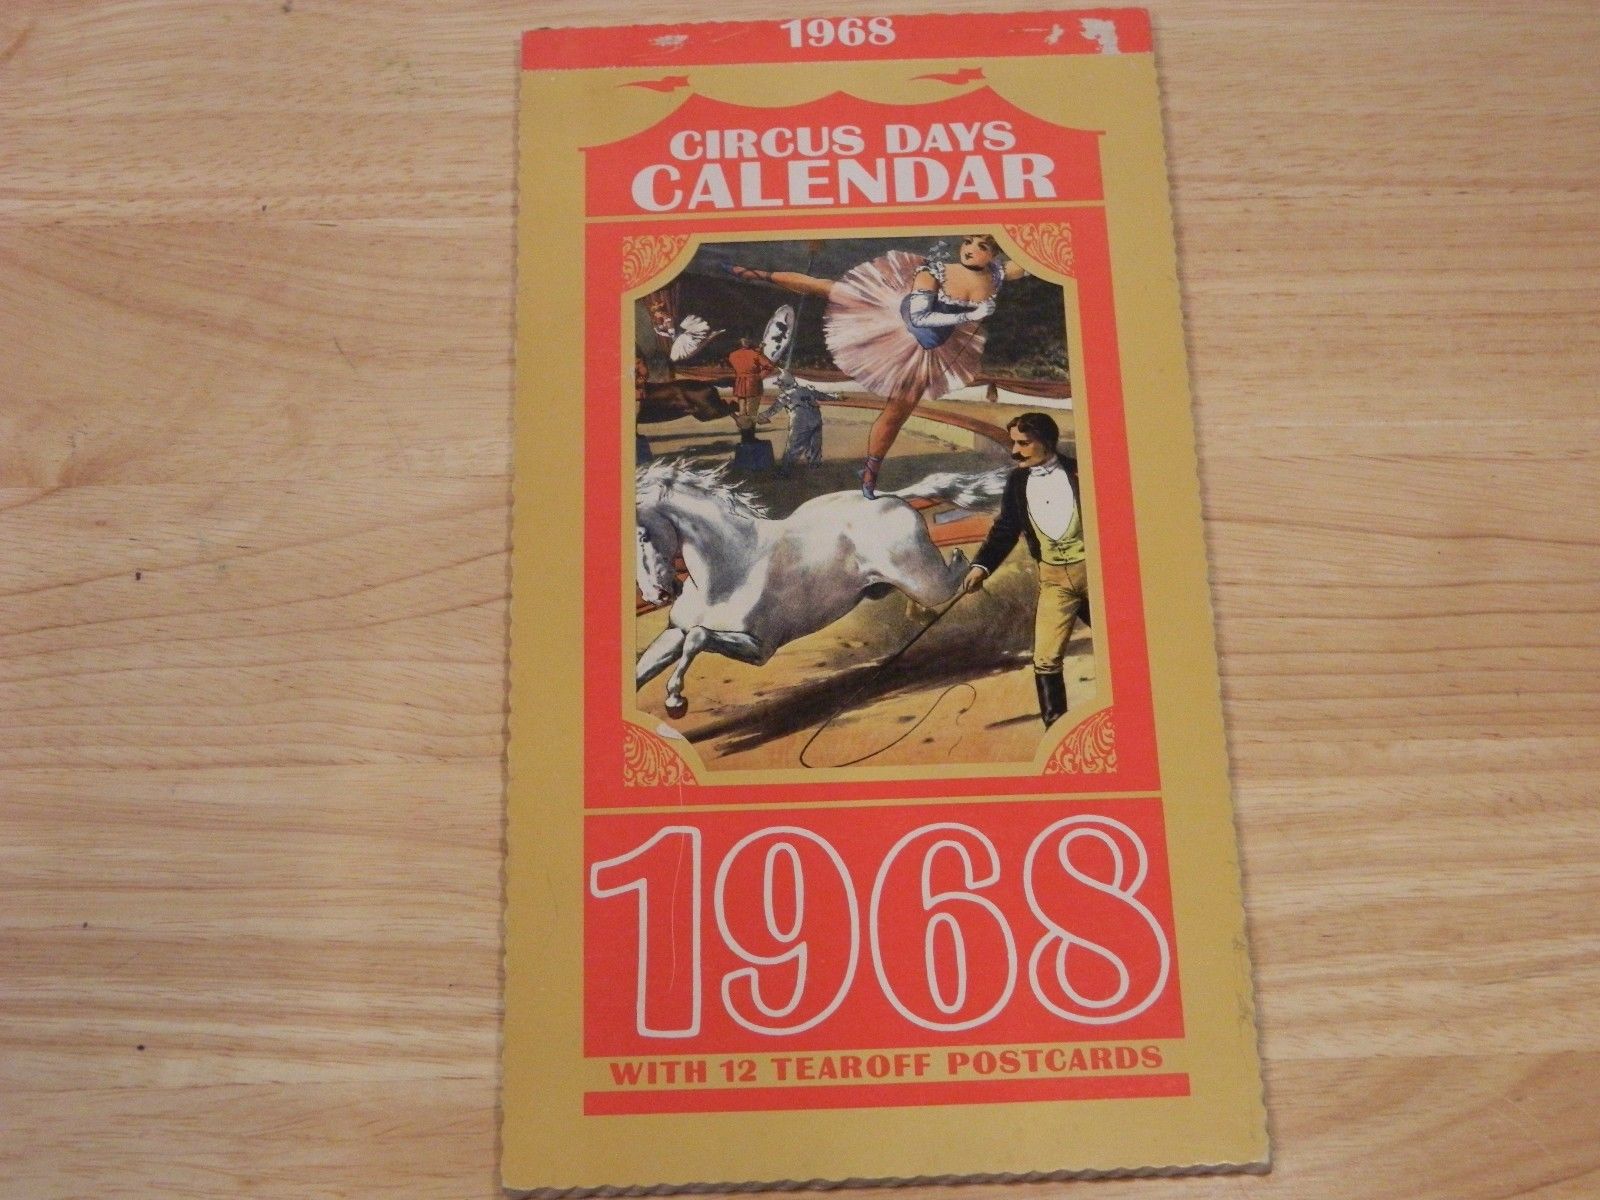 1968
CIRCUS DAYS
CALENDAR
1968
WITH 12 TEAROFF POSTCARDS